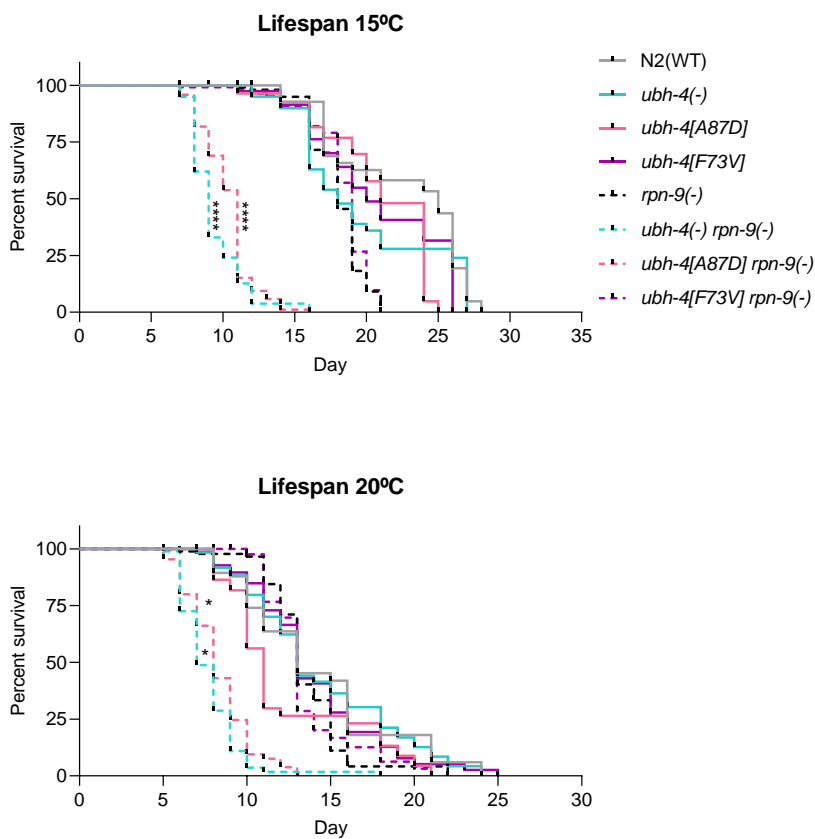 Lifespan 15ºC
Percent survival
100
75
50
25
0
****
****
0 5 10 15 20 25 30 35
Day
N2(WT)
ubh-4(-)
ubh-4[A87D]
ubh-4[F73V]
rpn-9(-)
ubh-4(-) rpn-9(-)
ubh-4[A87D] rpn-9(-)
ubh-4[F73V] rpn-9(-)
Lifespan 20ºC
Percent survival
100
75
50
25
0
*
*
0 5 10 15 20 25 30
Day